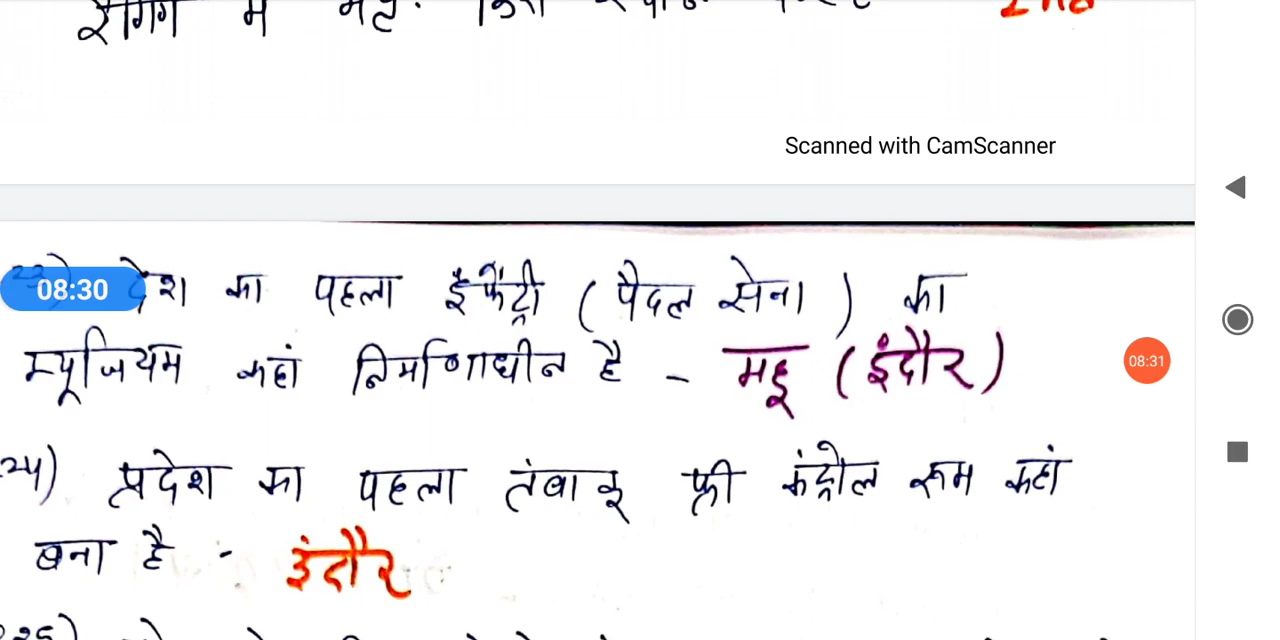 में
Scanned with CamScanner
08:30
देश का पहला इंफेंट्री (पैदल सेना) का
म्यूजियम कहां निर्माणाधीन है - महू (इंदौर)
08:31
24) प्रदेश का पहला तंबाकू फ्री कंट्रोल रूम कहां
बना है - इंदौर